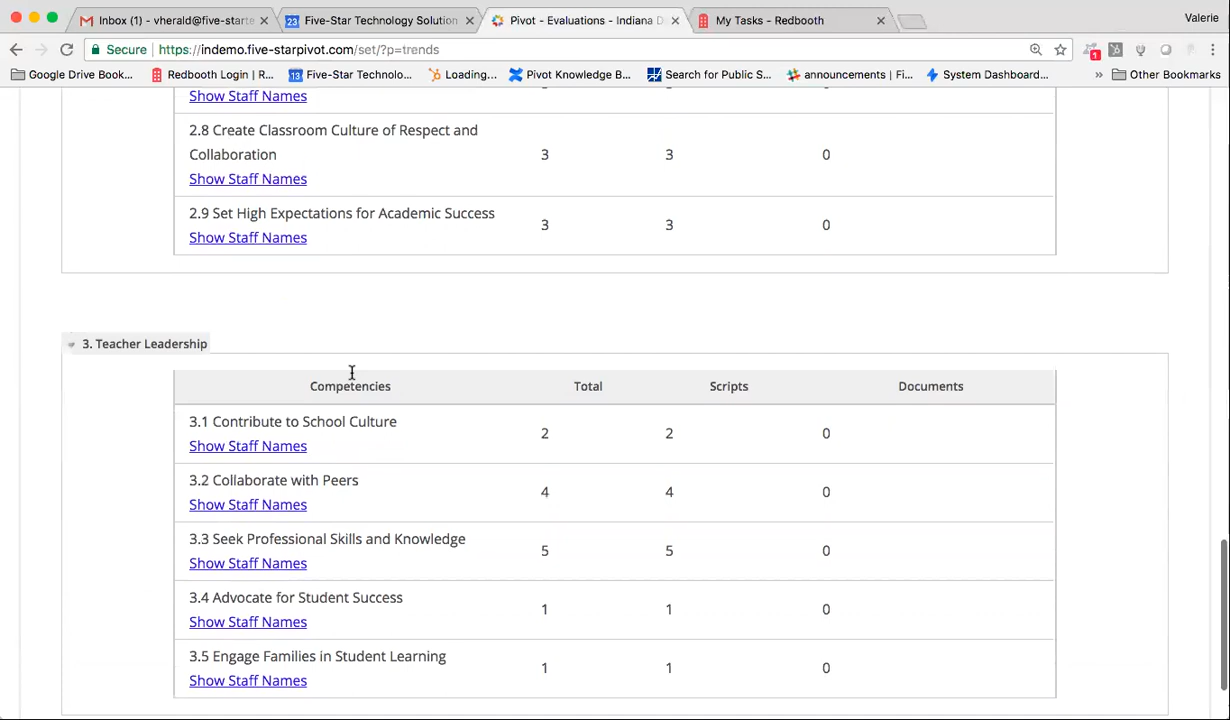 Inbox (1) - vherald@five-starte
Five-Star Technology Solution
Pivot - Evaluations - Indiana D
My Tasks - Redbooth
Valerie
Secure | https://indemo.five-starpivot.com/set/?p=trends
Google Drive Book...
Redbooth Login | R...
Five-Star Technolo...
Loading...
Pivot Knowledge B...
Search for Public S...
announcements | Fi...
System Dashboard...
» Other Bookmarks
Show Staff Names
2.8 Create Classroom Culture of Respect and
Collaboration 3 3 0
Show Staff Names
2.9 Set High Expectations for Academic Success
3 3 0
Show Staff Names
3. Teacher Leadership
Competencies Total Scripts Documents
3.1 Contribute to School Culture
2 2 0
Show Staff Names
3.2 Collaborate with Peers
4 4 0
Show Staff Names
3.3 Seek Professional Skills and Knowledge
5 5 0
Show Staff Names
3.4 Advocate for Student Success
1 1 0
Show Staff Names
3.5 Engage Families in Student Learning
1 1 0
Show Staff Names